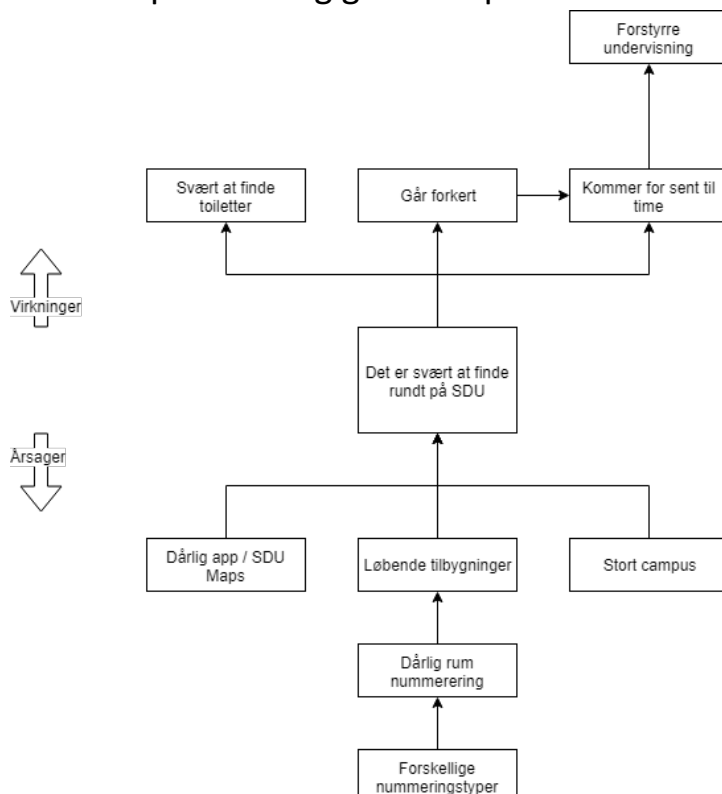 Forstyrre
undervisning
Svært at finde
toiletter
Går forkert
Kommer for sent til
time
Virkninger
Det er svært at finde
rundt på SDU
Årsager
Dårlig app / SDU
Maps
Løbende tilbygninger
Stort campus
Dårlig rum
nummerering
Forskellige
nummeringstyper